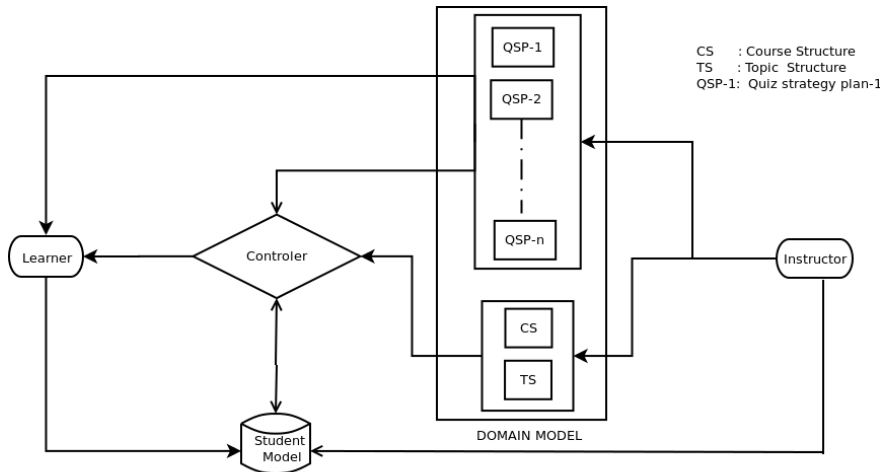 QSP-1
QSP-2
QSP-n
CS : Course Structure
TS : Topic Structure
QSP-1: Quiz strategy plan-1
Learner
Controler
Instructor
CS
TS
Student
Model
DOMAIN MODEL